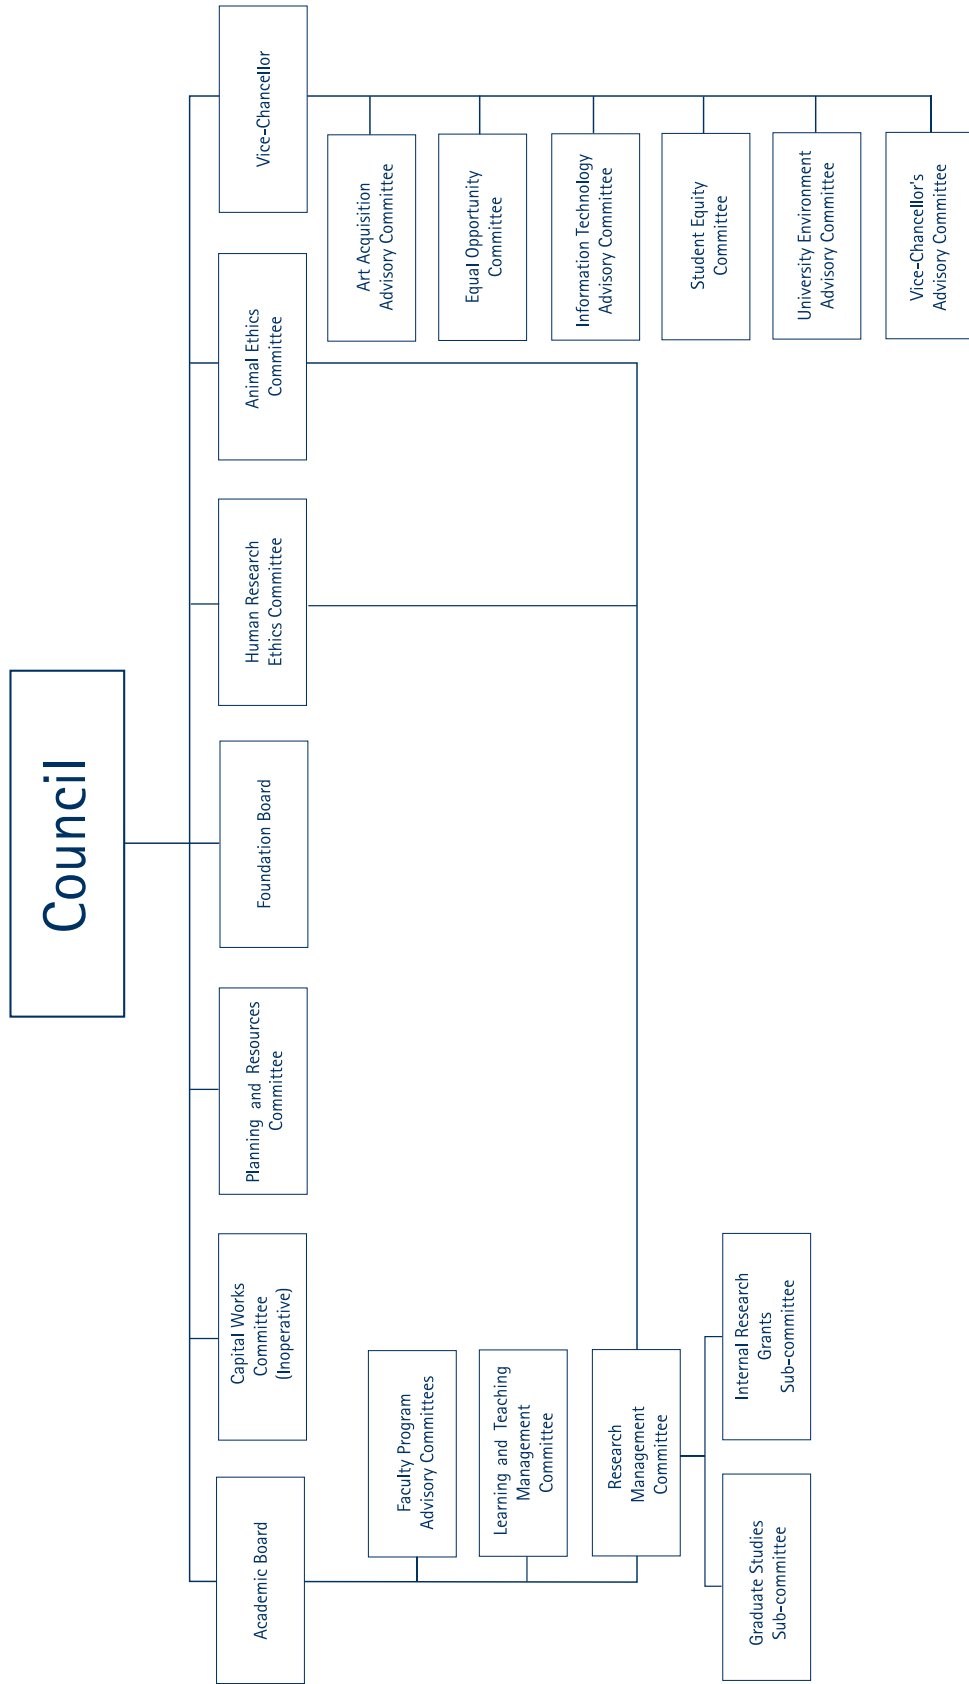 Council
Academic Board
Capital Works
Committee
(Inoperative)
Planning and Resources
Committee
Foundation Board
Human Research
Ethics Committee
Animal Ethics
Committee
Vice-Chancellor
Faculty Program
Advisory Committees
Learning and Teaching
Management
Committee
Research
Management
Committee
Graduate Studies
Sub-committee
Internal Research
Grants
Sub-committee
Art Acquisition
Advisory Committee
Equal Opportunity
Committee
Information Technology
Advisory Committee
Student Equity
Committee
University Environment
Advisory Committee
Vice-Chancellor's
Advisory Committee